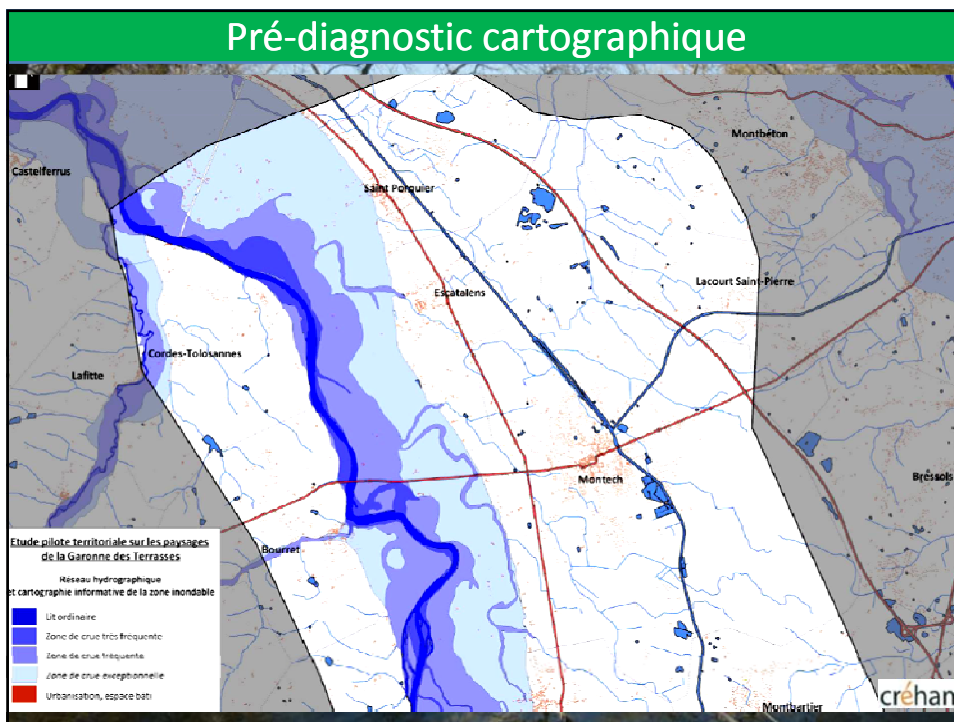 Pré-diagnostic cartographique
Montbéton
Castelferrus
Saint Porquier
Lacourt Saint-Pierre
Escatalens
Cordes-Tolosannes
Lafitte
Montech
Bressols
Bourret
Montbartier
Etude pilote territoriale sur les paysages
de la Garonne des Terrasses
Réseau hydrographique
et cartographie informative de la zone inondable
Lit ordinaire
Zone de crue très fréquente
Zone de crue fréquente
Zone de crue exceptionnelle
Urbanisation, espace bati
créhan